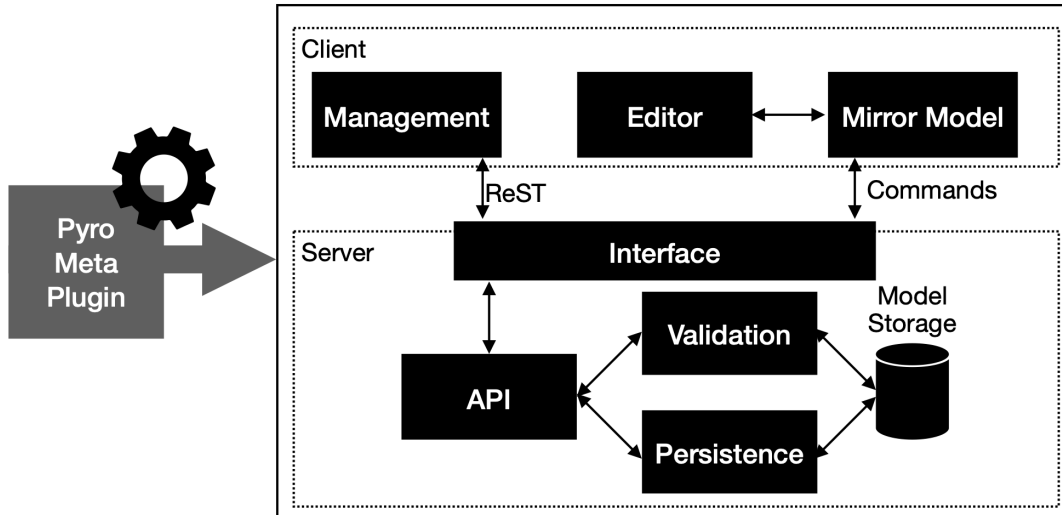 Client
Management
Editor
Mirror Model
ReST
Commands
Pyro
Meta
Plugin
Server
Interface
Model
Storage
Validation
API
Persistence